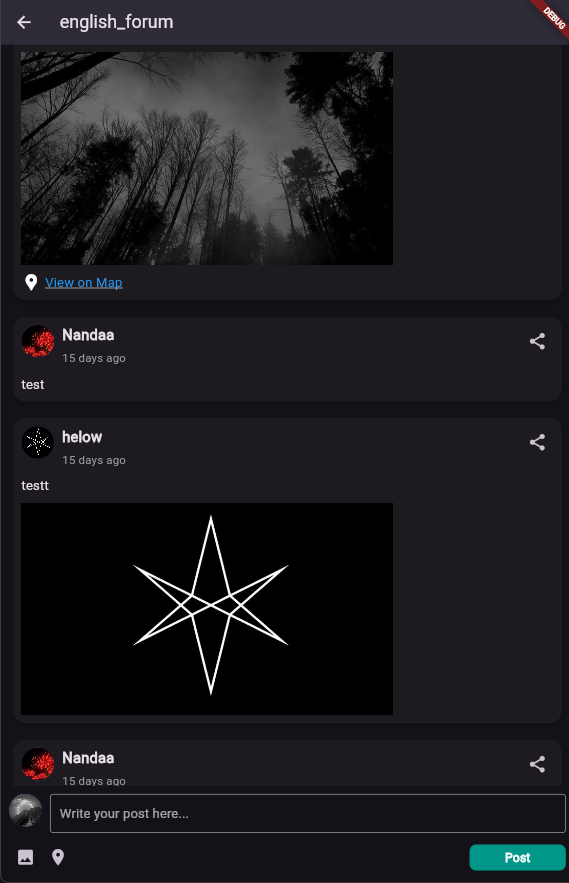 english_forum
DEBUG
View on Map
Nandaa
15 days ago
test
helow
15 days ago
testt
Nandaa
15 days ago
Write your post here...
Post